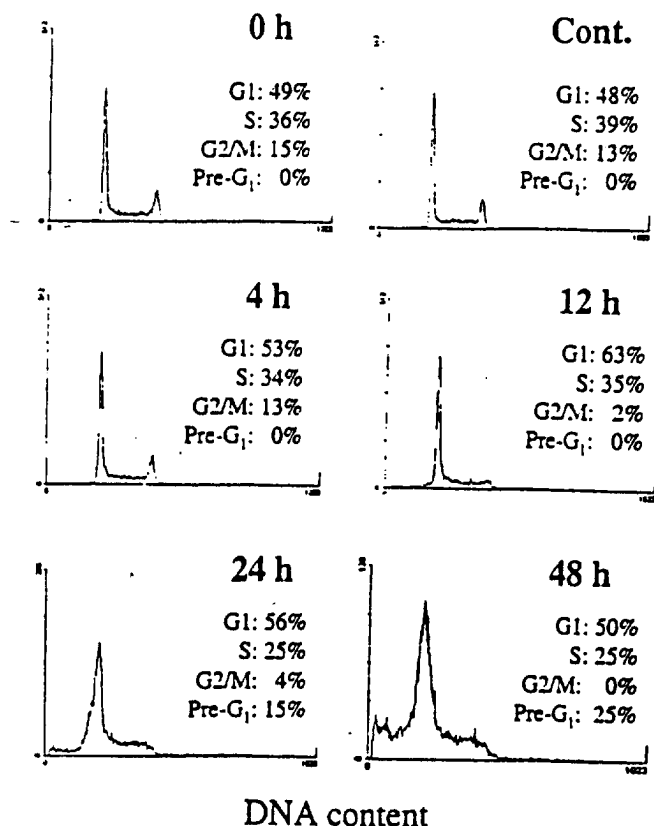 0 h
G1: 49%
S: 36%
G2/M: 15%
Pre-G₁: 0%
Cont.
G1: 48%
S: 39%
G2/M: 13%
Pre-G₁: 0%
4 h
G1: 53%
S: 34%
G2/M: 13%
Pre-G₁: 0%
12 h
G1: 63%
S: 35%
G2/M: 2%
Pre-G₁: 0%
24 h
G1: 56%
S: 25%
G2/M: 4%
Pre-G₁: 15%
48 h
G1: 50%
S: 25%
G2/M: 0%
Pre-G₁: 25%
DNA content